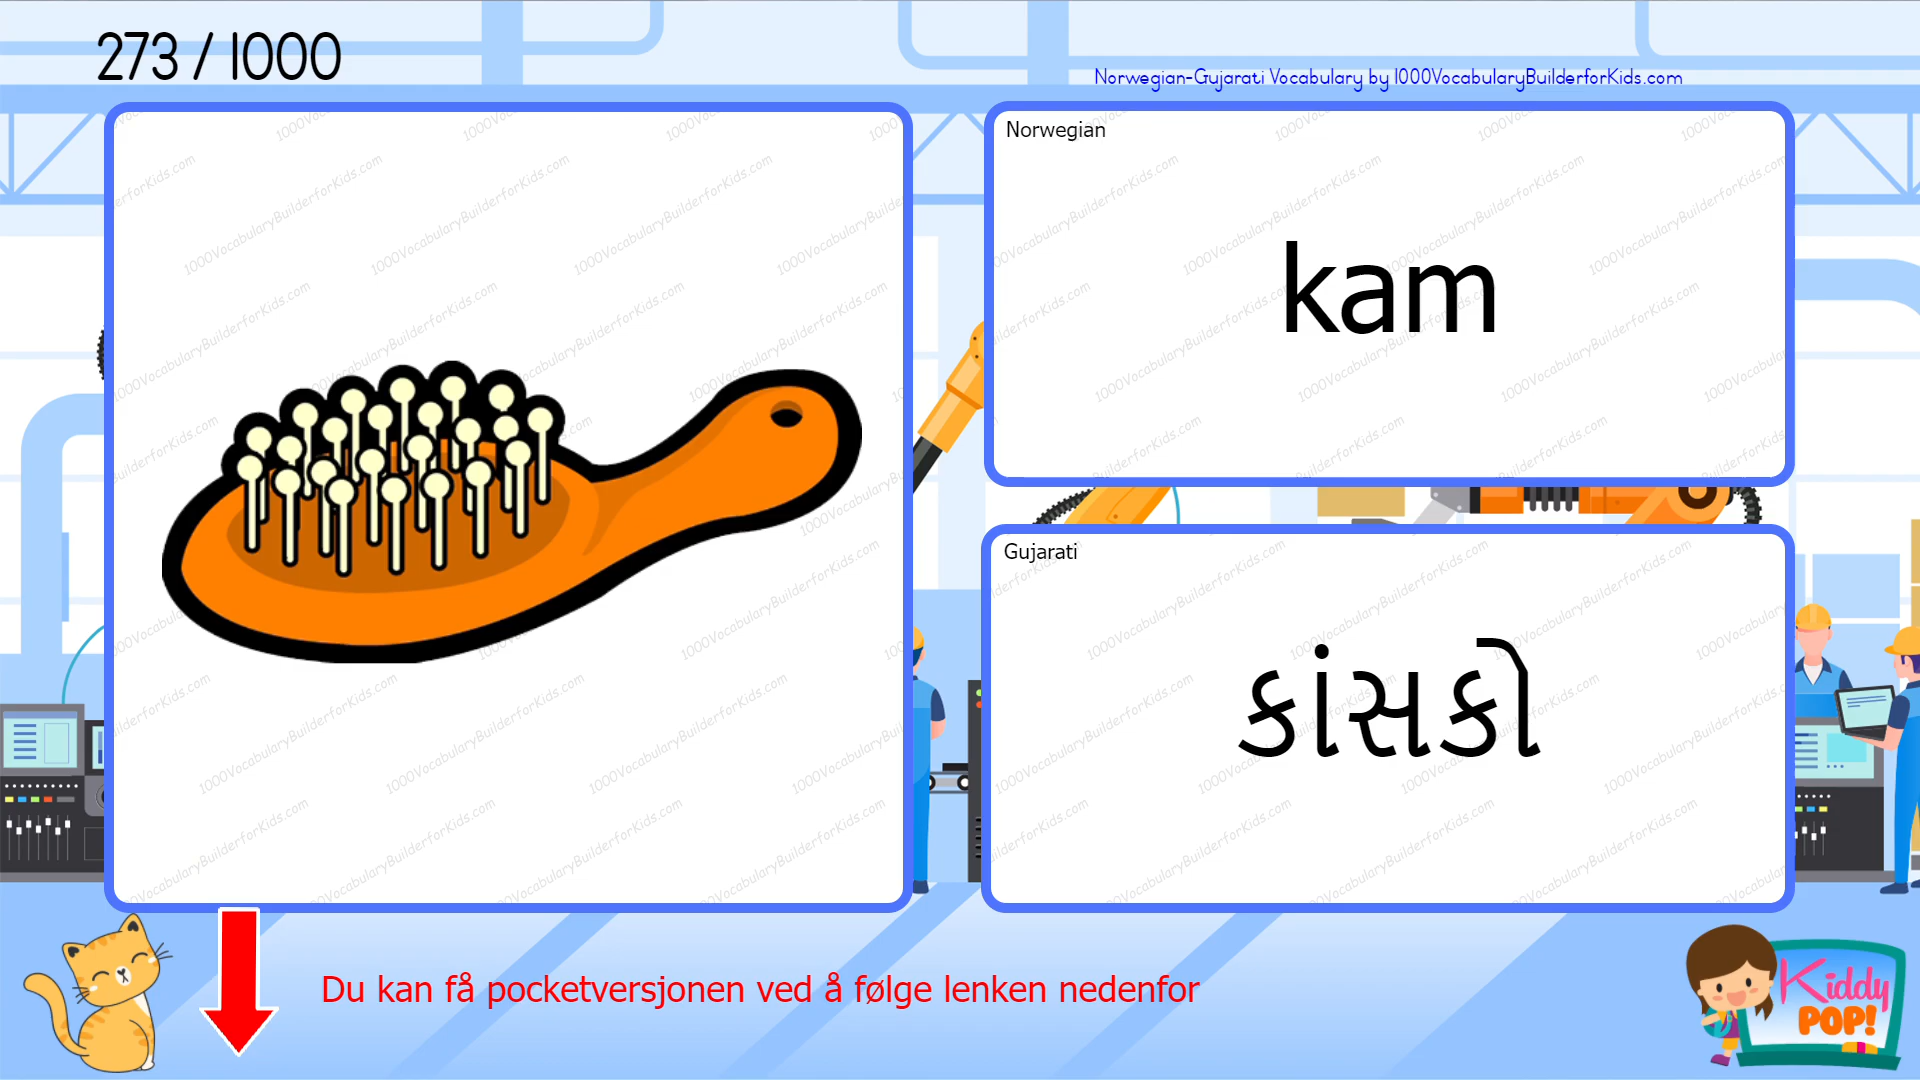 273 / 1000
Norwegian-Gujarati Vocabulary by 1000VocabularyBuilderforKids.com
Norwegian
kam
Gujarati
કાંસકો
Du kan få pocketversjonen ved å følge lenken nedenfor
Kiddy
POP!